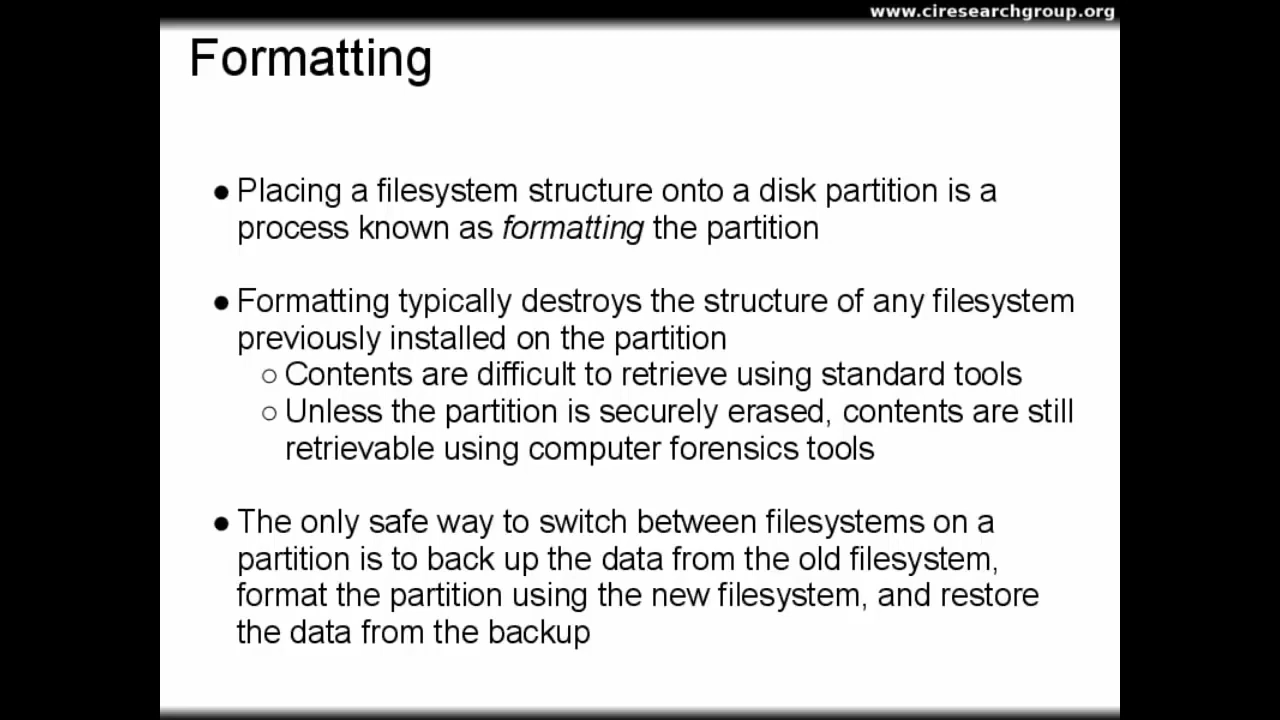 www.ciresearchgroup.org
Formatting
● Placing a filesystem structure onto a disk partition is a
process known as formatting the partition
● Formatting typically destroys the structure of any filesystem
previously installed on the partition
○ Contents are difficult to retrieve using standard tools
○ Unless the partition is securely erased, contents are still
retrievable using computer forensics tools
● The only safe way to switch between filesystems on a
partition is to back up the data from the old filesystem,
format the partition using the new filesystem, and restore
the data from the backup